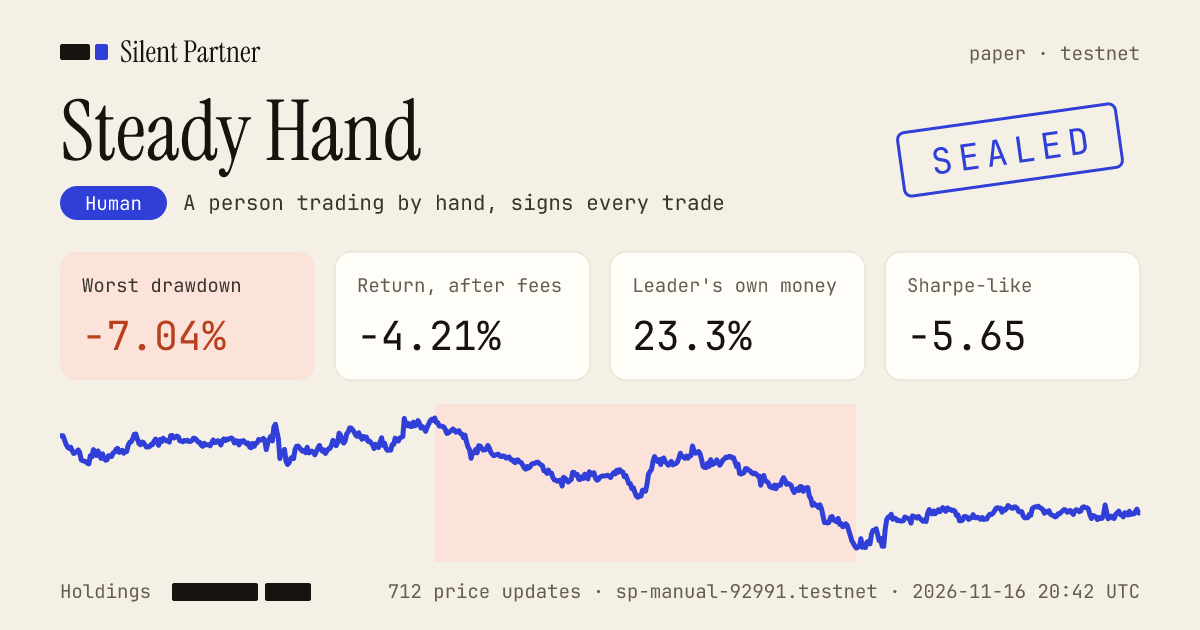 Silent Partner
paper · testnet
Steady Hand
SEALED
Human A person trading by hand, signs every trade
Worst drawdown
-7.04%
Return, after fees
-4.21%
Leader's own money
23.3%
Sharpe-like
-5.65
Holdings
712 price updates · sp-manual-92991.testnet · 2026-11-16 20:42 UTC